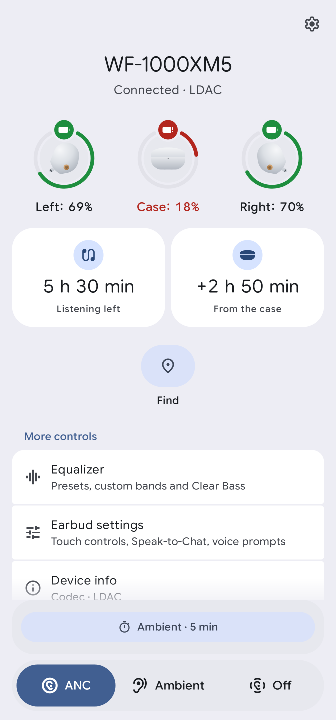 WF-1000XM5
Connected · LDAC
Left: 69%
Case: 18%
Right: 70%
5 h 30 min
Listening left
+2 h 50 min
From the case
Find
More controls
Equalizer
Presets, custom bands and Clear Bass
Earbud settings
Touch controls, Speak-to-Chat, voice prompts
Device info
Codec · LDAC
Ambient · 5 min
ANC
Ambient
Off